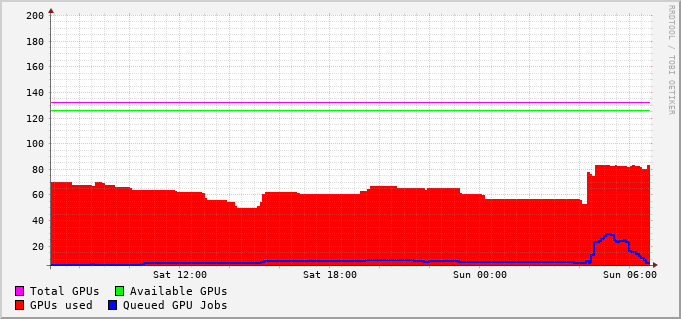 200
180
160
140
120
100
80
60
40
20
Sat 12:00 Sat 18:00 Sun 00:00 Sun 06:00
Total GPUs Available GPUs
GPUs used Queued GPU Jobs
RRDTOOL / TOBI OETIKER